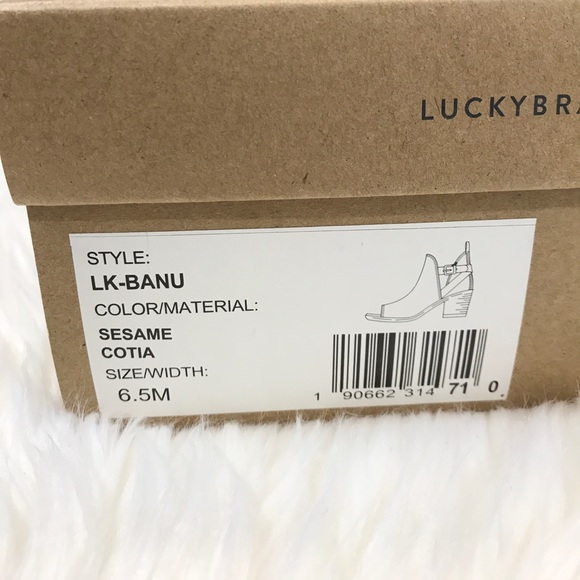 LUCKYBRA
STYLE:
LK-BANU
COLOR/MATERIAL:
SESAME
COTIA
SIZE/WIDTH:
6.5M
1 90662 314 71 0